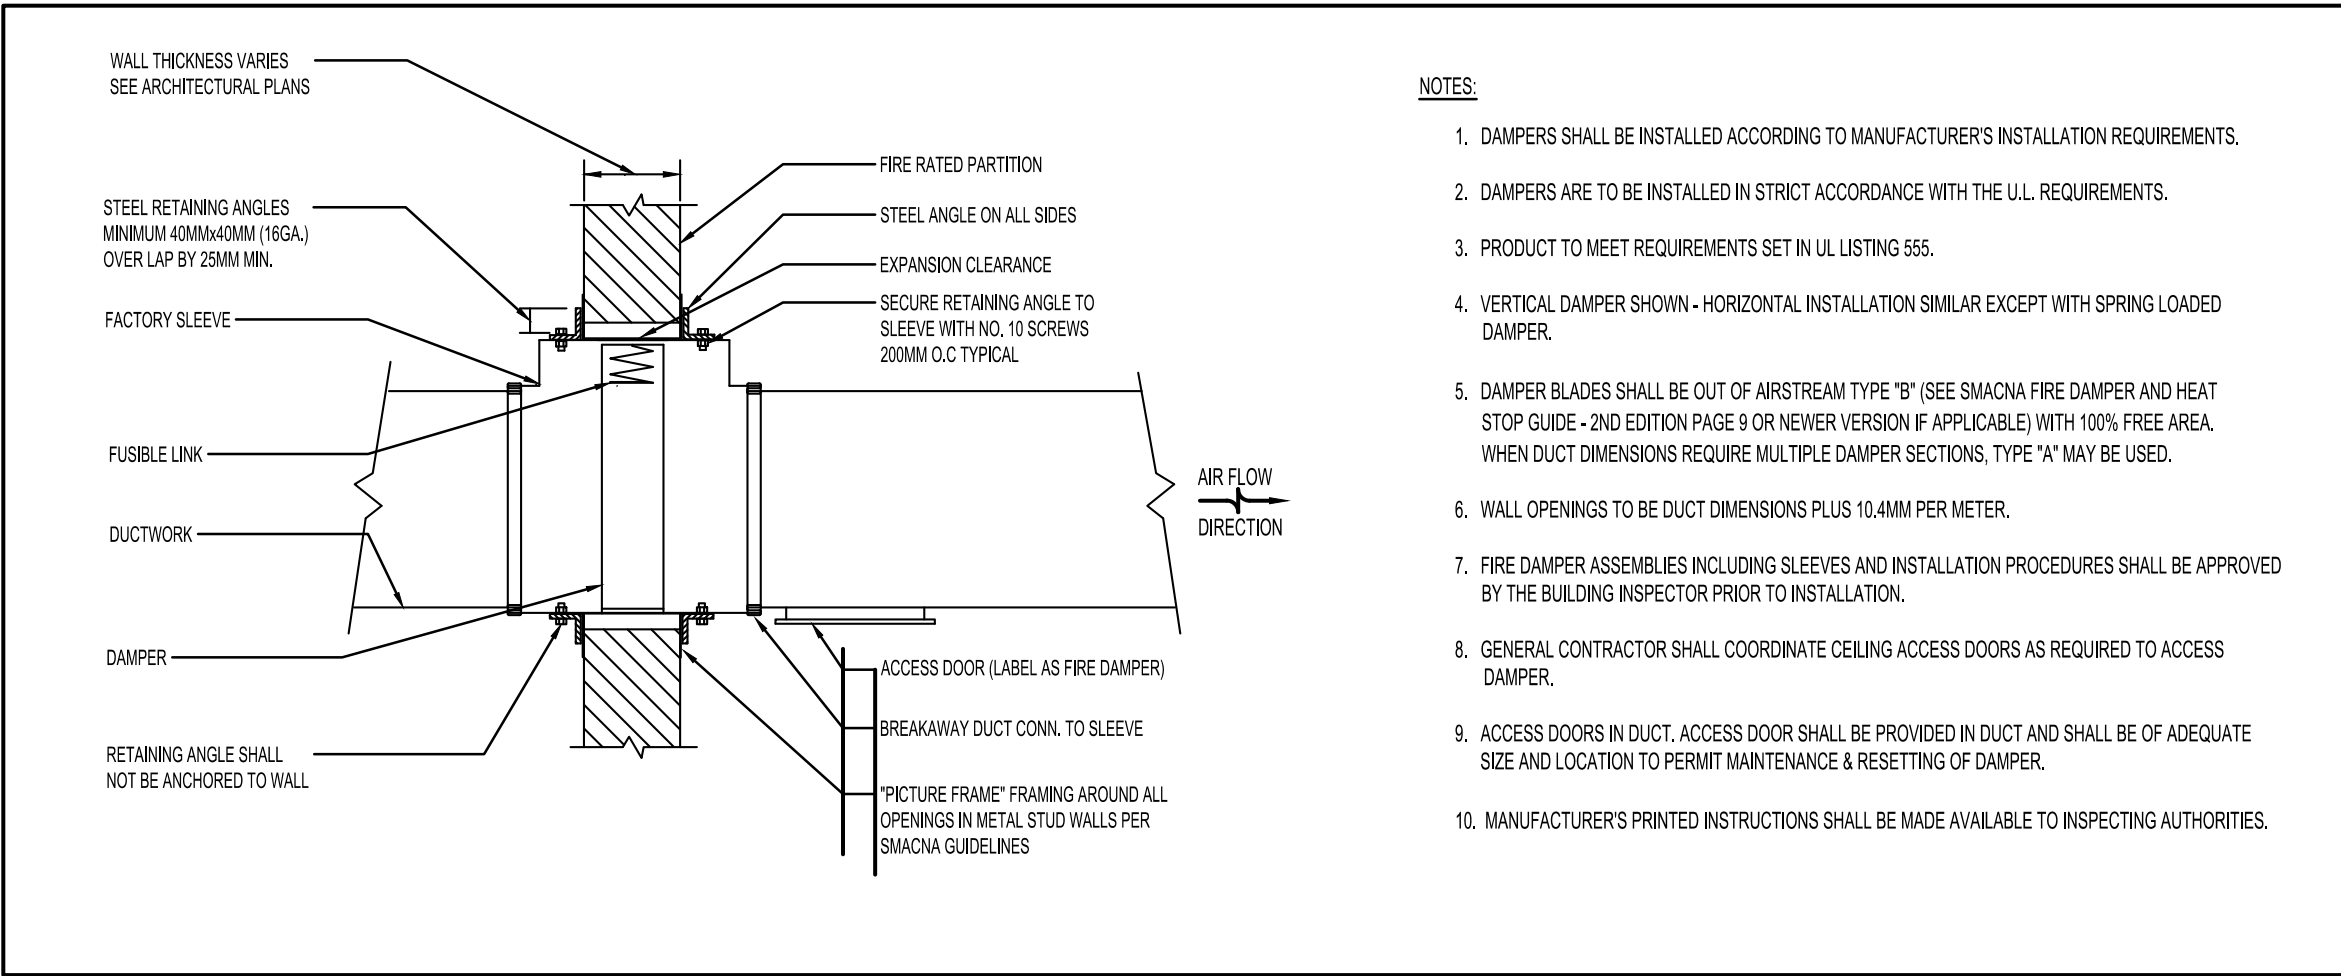 WALL THICKNESS VARIES
SEE ARCHITECTURAL PLANS
STEEL RETAINING ANGLES
MINIMUM 40MMx40MM (16GA.)
OVER LAP BY 25MM MIN.
FACTORY SLEEVE
FUSIBLE LINK
DUCTWORK
DAMPER
RETAINING ANGLE SHALL
NOT BE ANCHORED TO WALL
FIRE RATED PARTITION
STEEL ANGLE ON ALL SIDES
EXPANSION CLEARANCE
SECURE RETAINING ANGLE TO
SLEEVE WITH NO. 10 SCREWS
200MM O.C TYPICAL
AIR FLOW
DIRECTION
ACCESS DOOR (LABEL AS FIRE DAMPER)
BREAKAWAY DUCT CONN. TO SLEEVE
"PICTURE FRAME" FRAMING AROUND ALL
OPENINGS IN METAL STUD WALLS PER
SMACNA GUIDELINES
NOTES:
1. DAMPERS SHALL BE INSTALLED ACCORDING TO MANUFACTURER'S INSTALLATION REQUIREMENTS.
2. DAMPERS ARE TO BE INSTALLED IN STRICT ACCORDANCE WITH THE U.L. REQUIREMENTS.
3. PRODUCT TO MEET REQUIREMENTS SET IN UL LISTING 555.
4. VERTICAL DAMPER SHOWN - HORIZONTAL INSTALLATION SIMILAR EXCEPT WITH SPRING LOADED
DAMPER.
5. DAMPER BLADES SHALL BE OUT OF AIRSTREAM TYPE "B" (SEE SMACNA FIRE DAMPER AND HEAT
STOP GUIDE - 2ND EDITION PAGE 9 OR NEWER VERSION IF APPLICABLE) WITH 100% FREE AREA.
WHEN DUCT DIMENSIONS REQUIRE MULTIPLE DAMPER SECTIONS, TYPE "A" MAY BE USED.
6. WALL OPENINGS TO BE DUCT DIMENSIONS PLUS 10.4MM PER METER.
7. FIRE DAMPER ASSEMBLIES INCLUDING SLEEVES AND INSTALLATION PROCEDURES SHALL BE APPROVED
BY THE BUILDING INSPECTOR PRIOR TO INSTALLATION.
8. GENERAL CONTRACTOR SHALL COORDINATE CEILING ACCESS DOORS AS REQUIRED TO ACCESS
DAMPER.
9. ACCESS DOORS IN DUCT. ACCESS DOOR SHALL BE PROVIDED IN DUCT AND SHALL BE OF ADEQUATE
SIZE AND LOCATION TO PERMIT MAINTENANCE & RESETTING OF DAMPER.
10. MANUFACTURER'S PRINTED INSTRUCTIONS SHALL BE MADE AVAILABLE TO INSPECTING AUTHORITIES.